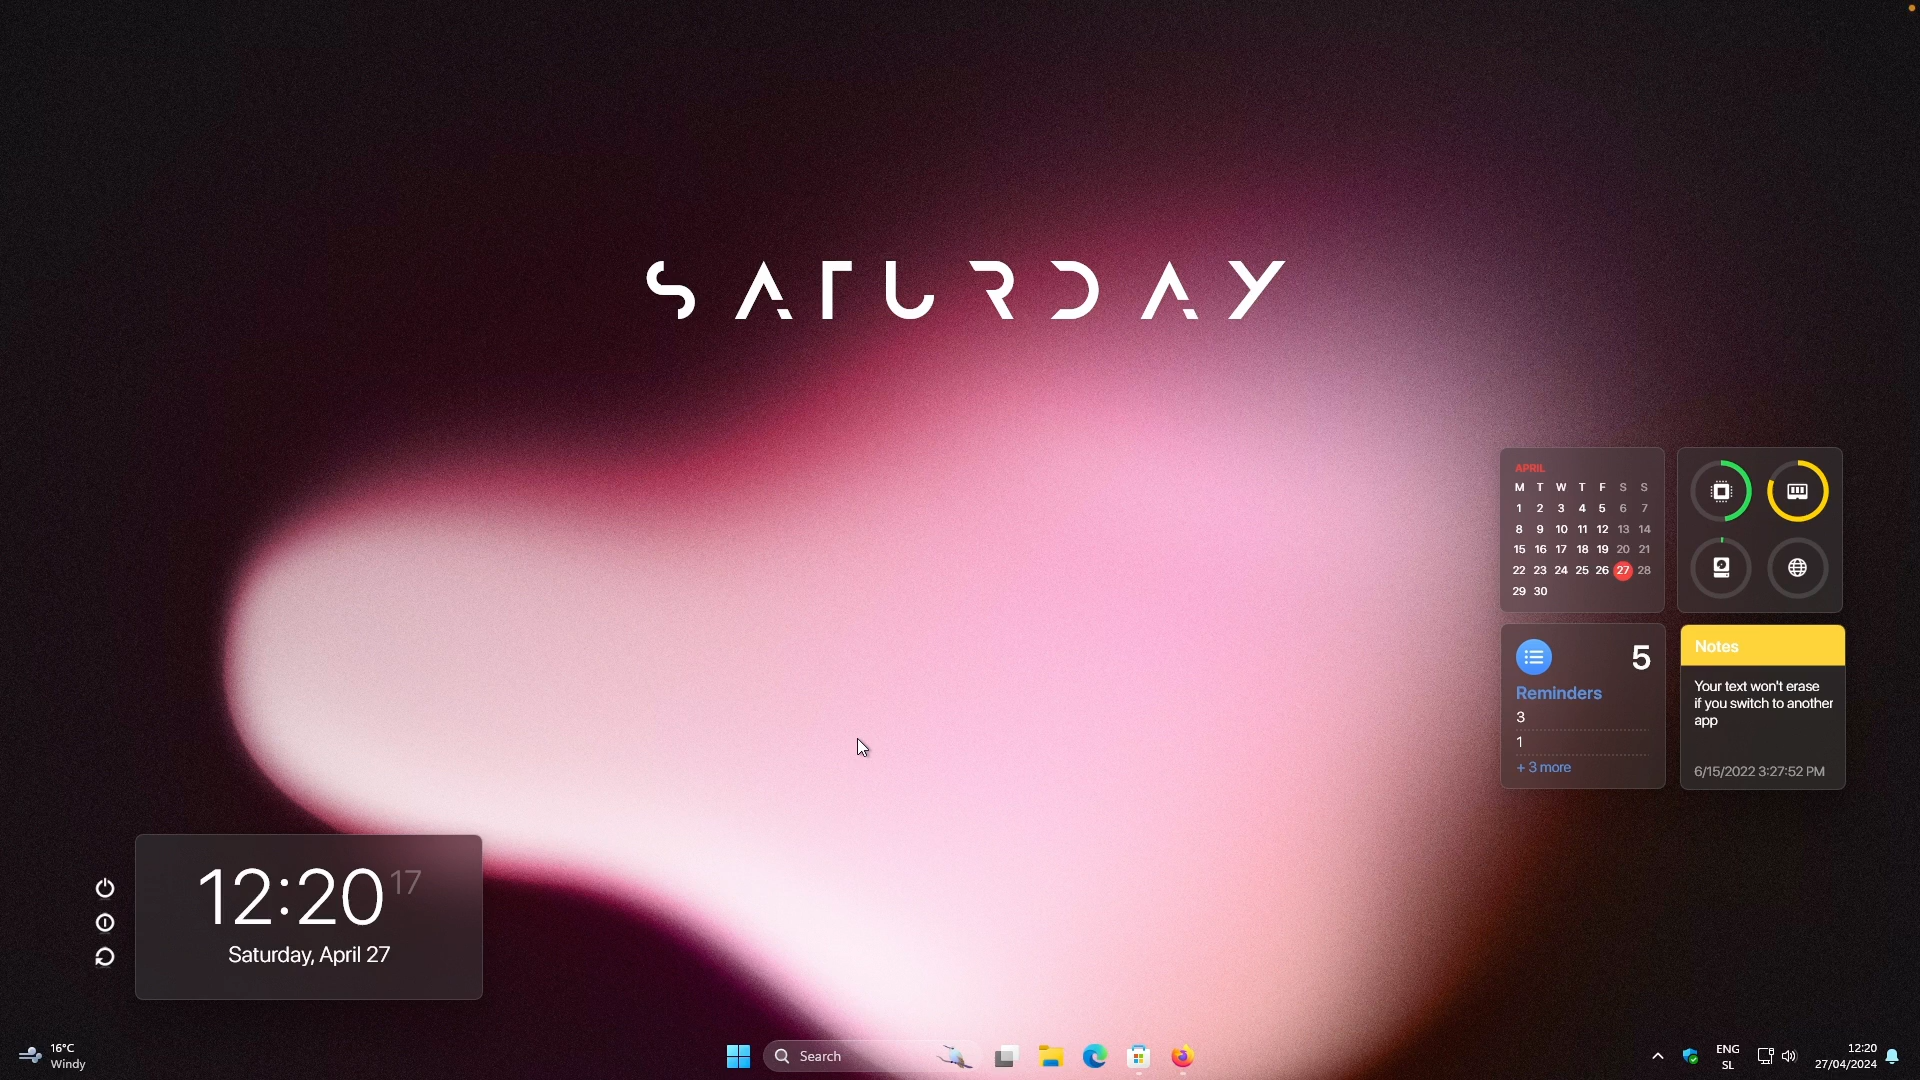 SATURDAY
APRIL
M T W T F S S
1 2 3 4 5 6 7
8 9 10 11 12 13 14
15 16 17 18 19 20 21
22 23 24 25 26 27 28
29 30
5
Reminders
3
1
+ 3 more
Notes
Your text won't erase
if you switch to another
app
6/15/2022 3:27:52 PM
12:20 17
Saturday, April 27
16°C
Windy
Search
ENG
SL
12:20
27/04/2024